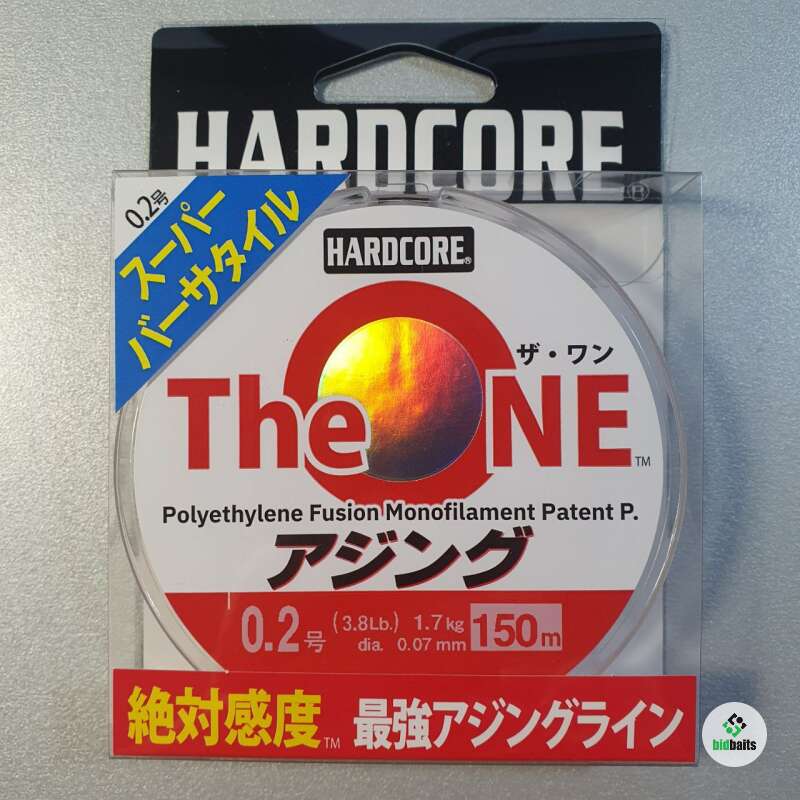 HARDCORE®
0.2号
スーパー
バーサタイル
HARDCORE®
ザ・ワン
The ONE™
Polyethylene Fusion Monofilament Patent P.
アジング
0.2号 (3.8Lb.) 1.7kg 150m
dia. 0.07mm
絶対感度™ 最強アジングライン
bidbaits